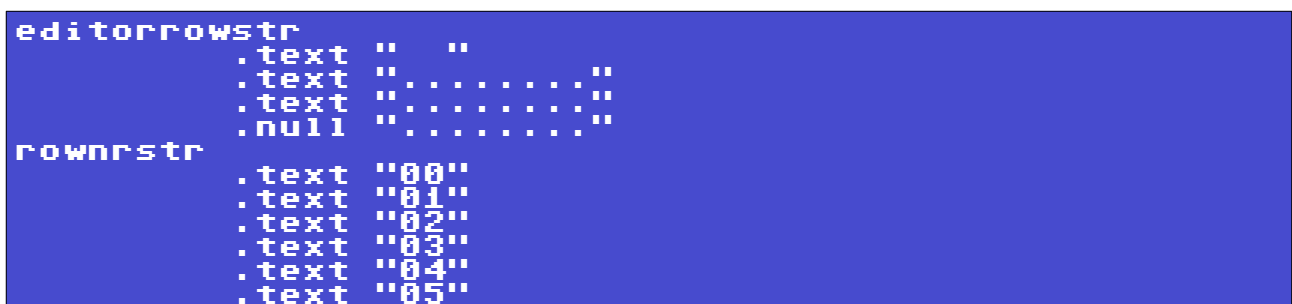 editorrowstr
.text "  "
.text "........"
.text "........"
.null "........"
rownrstr
.text "00"
.text "01"
.text "02"
.text "03"
.text "04"
.text "05"